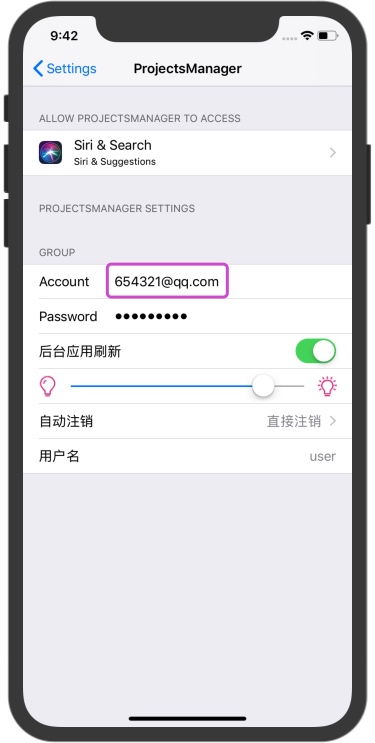 9:42
Settings
ProjectsManager
ALLOW PROJECTSMANAGER TO ACCESS
Siri & Search
Siri & Suggestions
PROJECTSMANAGER SETTINGS
GROUP
Account 654321@qq.com
Password ●●●●●●●●●
后台应用刷新
自动注销 直接注销
用户名 user